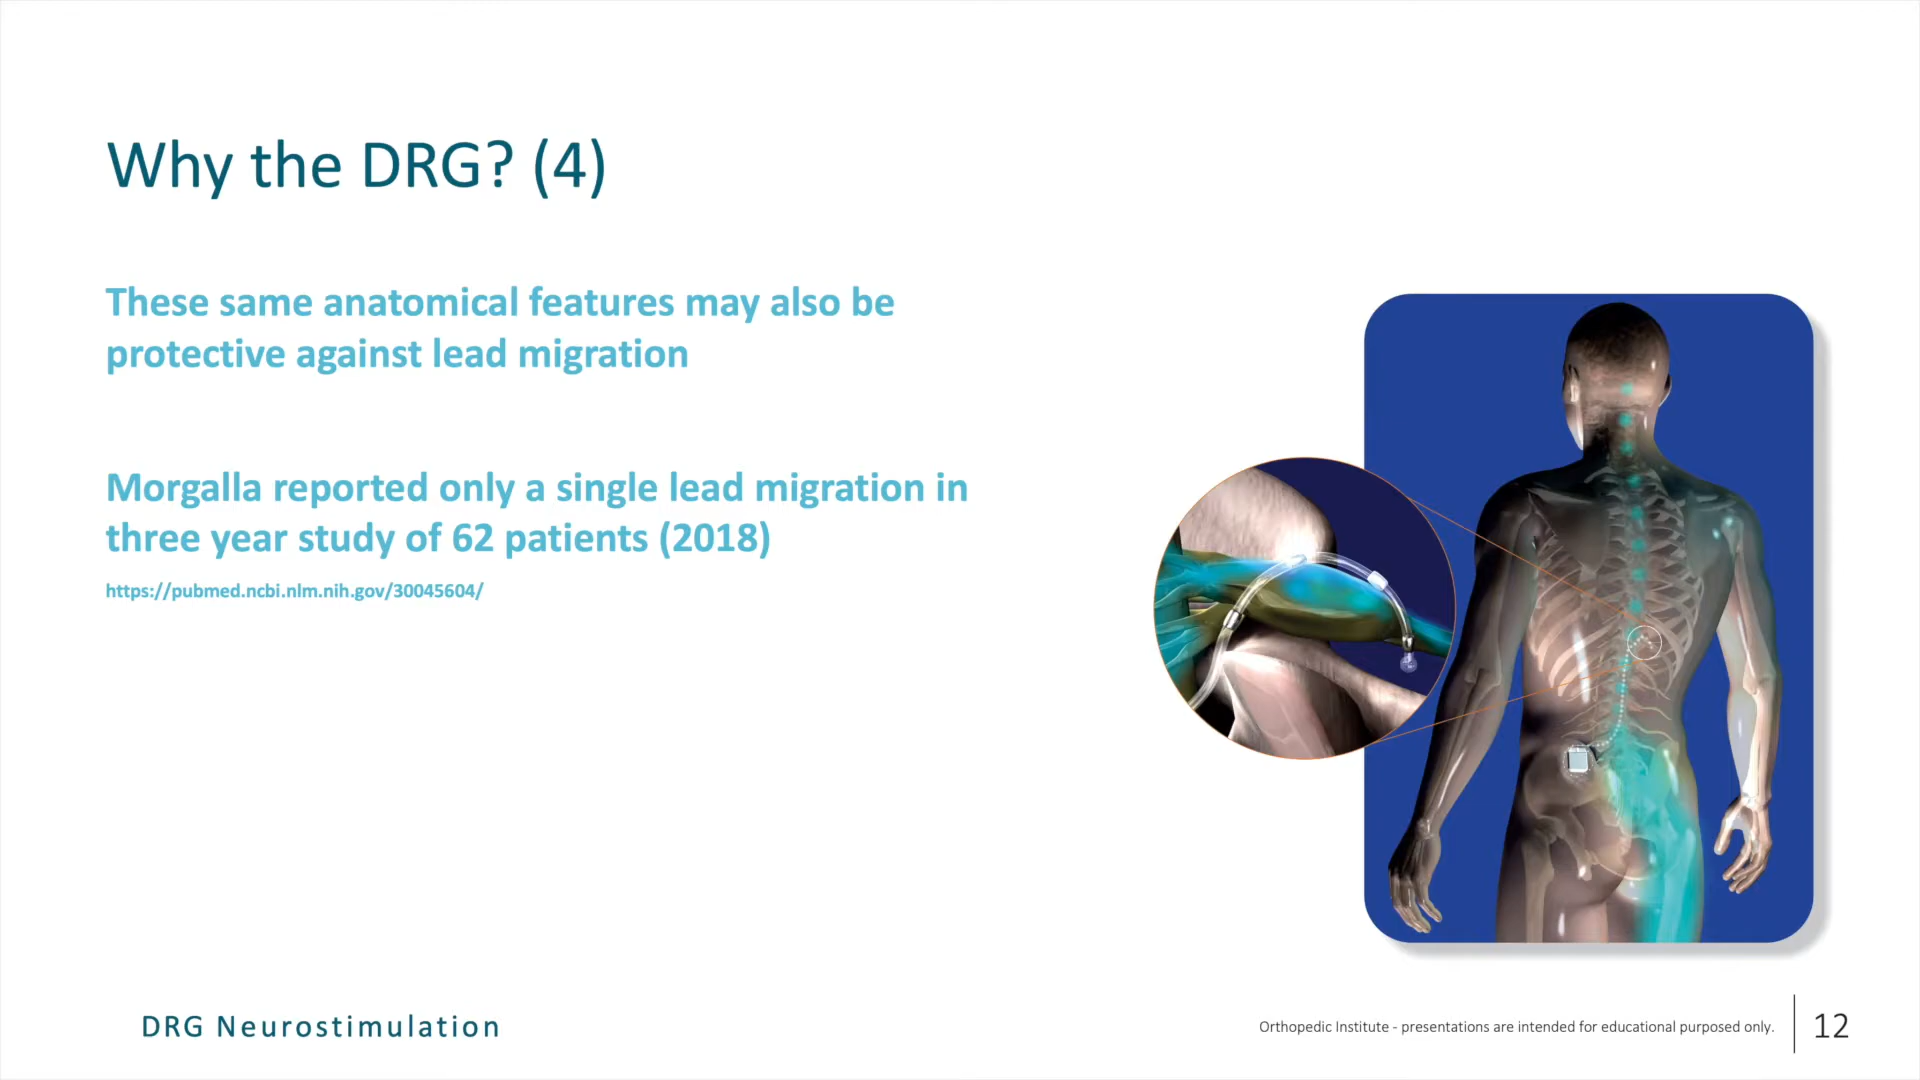 Why the DRG? (4)
These same anatomical features may also be
protective against lead migration
Morgalla reported only a single lead migration in
three year study of 62 patients (2018)
https://pubmed.ncbi.nlm.nih.gov/30045604/
DRG Neurostimulation
Orthopedic Institute - presentations are intended for educational purposed only.
12